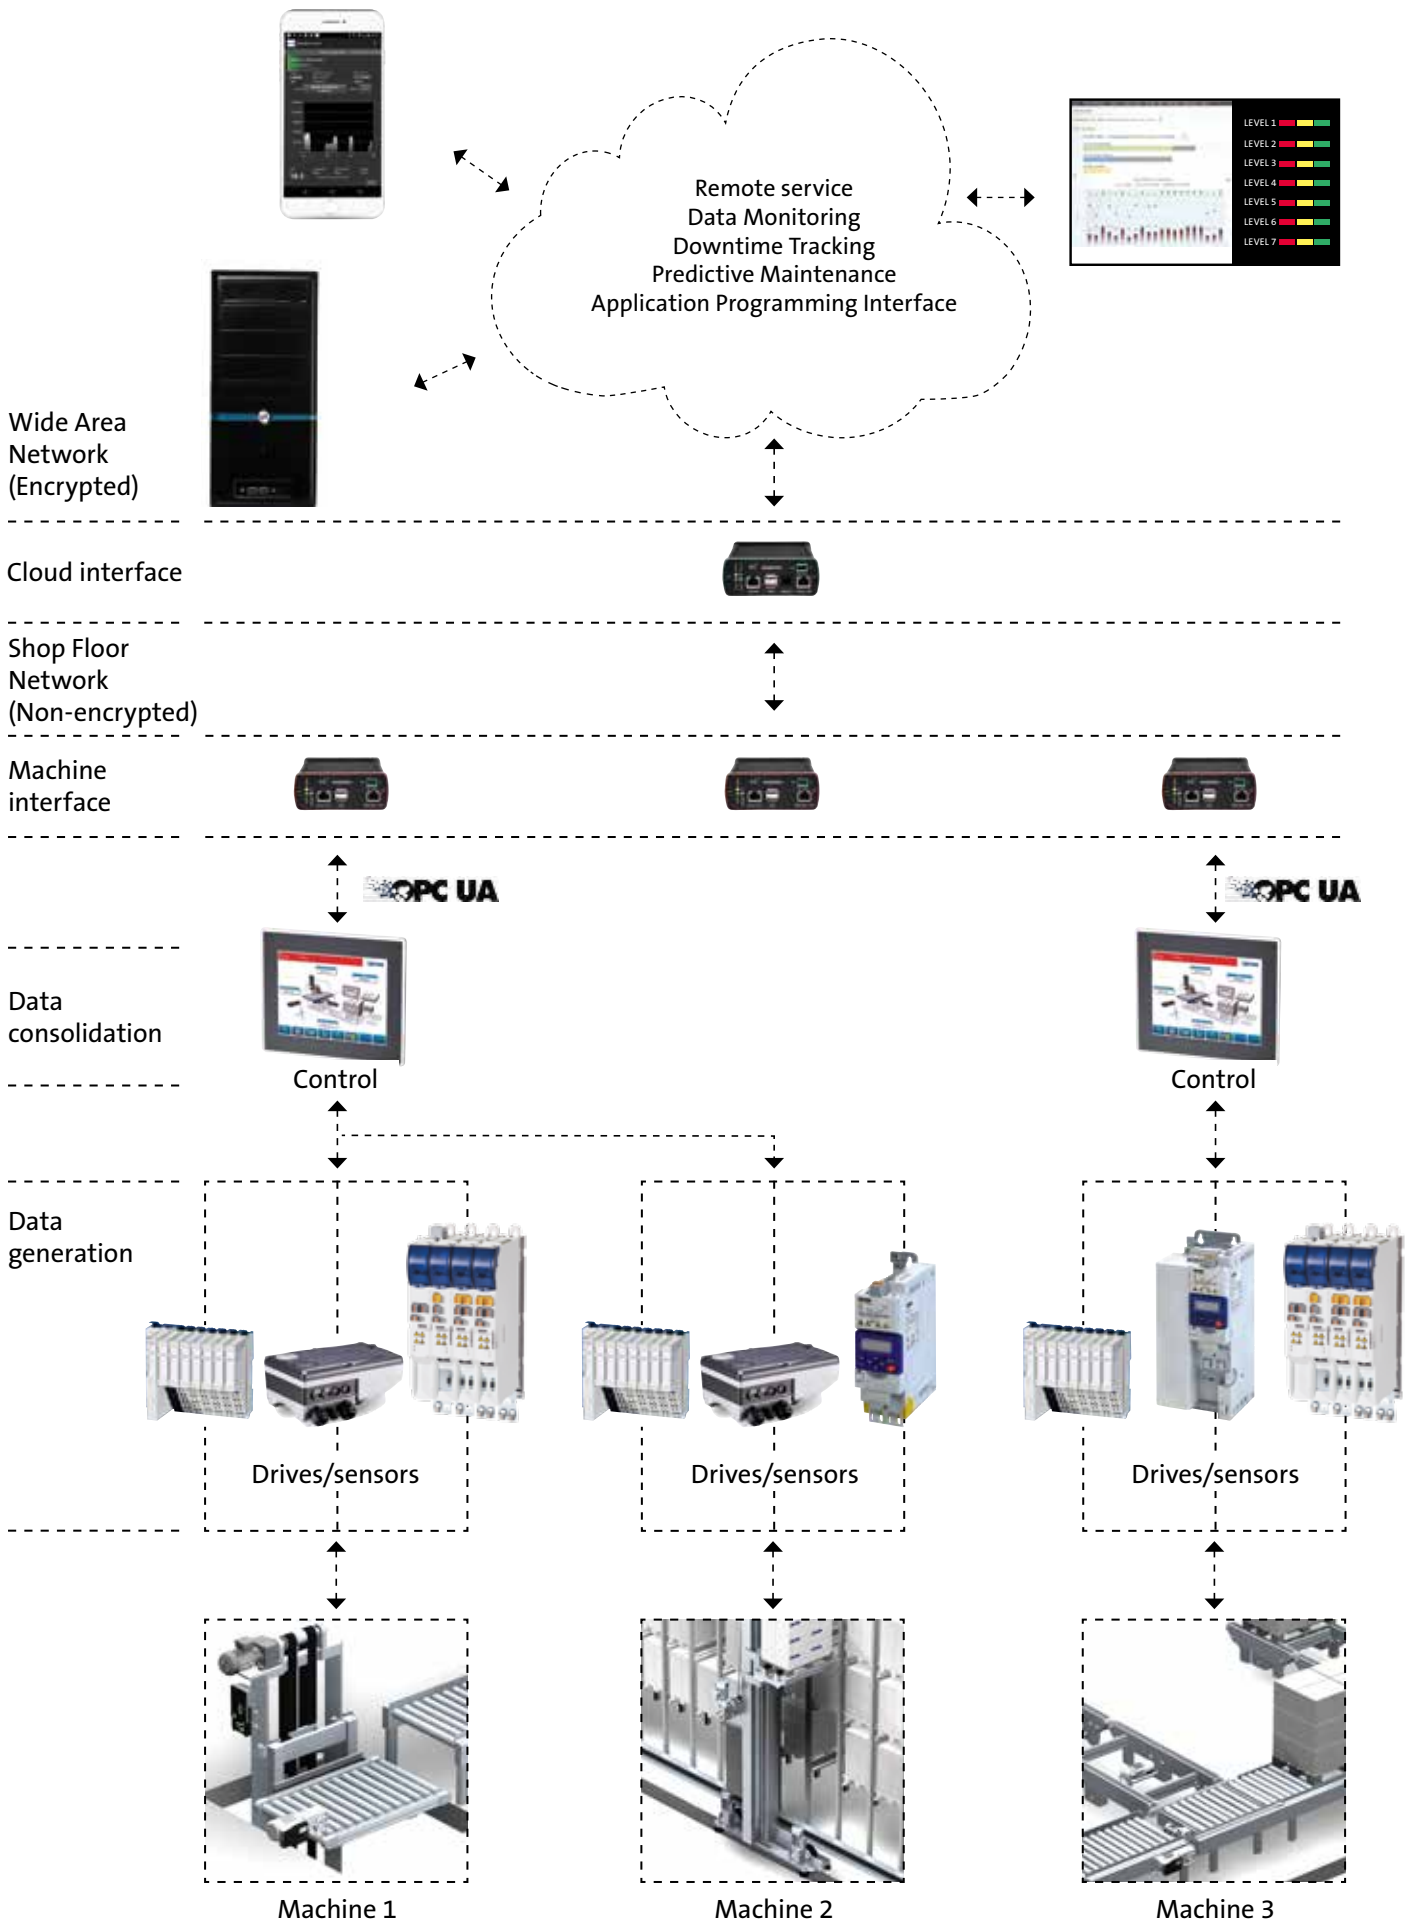 Remote service
Data Monitoring
Downtime Tracking
Predictive Maintenance
Application Programming Interface
LEVEL 1
LEVEL 2
LEVEL 3
LEVEL 4
LEVEL 5
LEVEL 6
LEVEL 7
Wide Area
Network
(Encrypted)
Cloud interface
Shop Floor
Network
(Non-encrypted)
Machine
interface
OPC UA
OPC UA
Data
consolidation
Control
Control
Data
generation
Drives/sensors
Drives/sensors
Drives/sensors
Machine 1
Machine 2
Machine 3